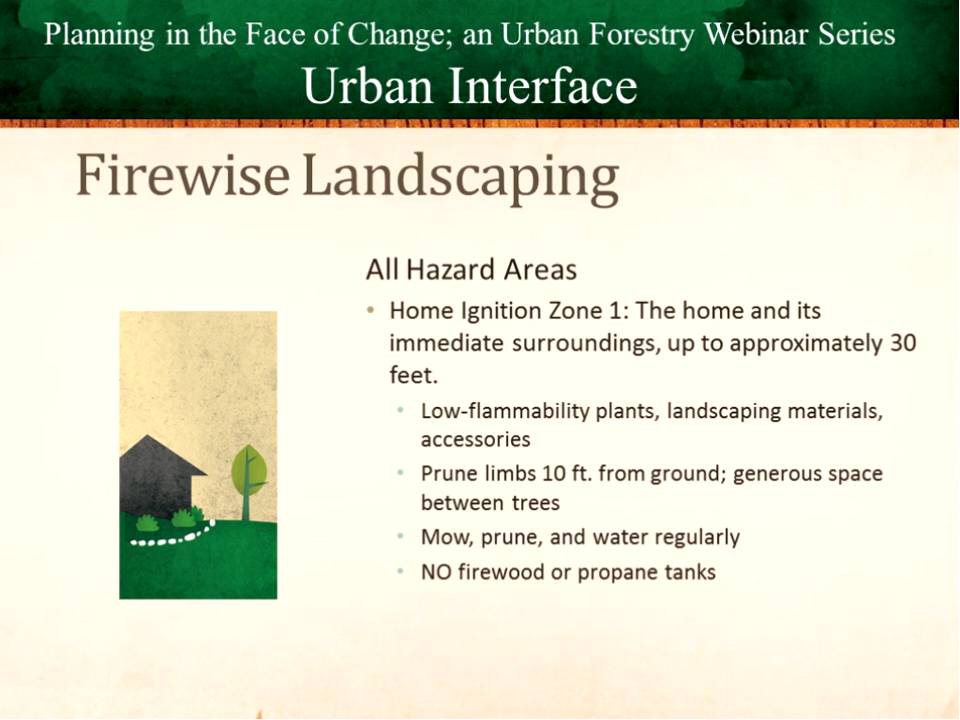 Planning in the Face of Change; an Urban Forestry Webinar Series
Urban Interface
Firewise Landscaping
All Hazard Areas
• Home Ignition Zone 1: The home and its
immediate surroundings, up to approximately 30
feet.
• Low-flammability plants, landscaping materials,
accessories
• Prune limbs 10 ft. from ground; generous space
between trees
• Mow, prune, and water regularly
• NO firewood or propane tanks